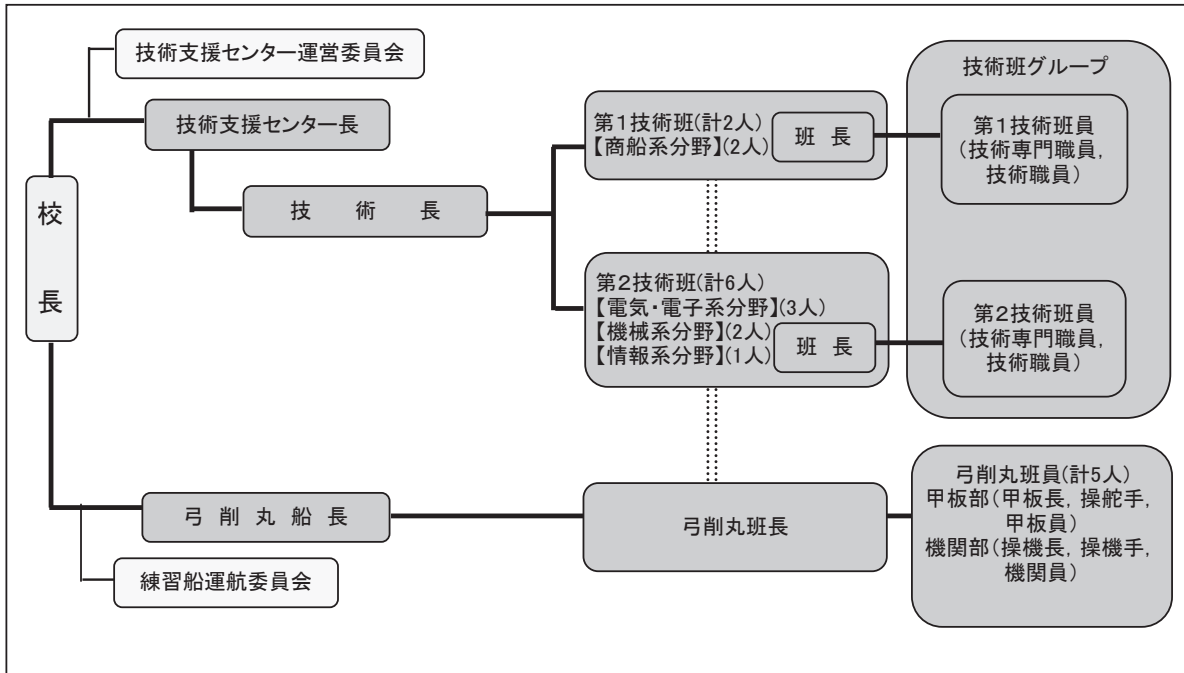 技術支援センター運営委員会
技術支援センター長
技術長
校長
第1技術班(計2人)
【商船系分野】(2人)
班長
第2技術班(計6人)
【電気・電子系分野】(3人)
【機械系分野】(2人)
【情報系分野】(1人)
班長
技術班グループ
第1技術班員
(技術専門職員,
技術職員)
第2技術班員
(技術専門職員,
技術職員)
弓削丸船長
練習船運航委員会
弓削丸班長
弓削丸班員(計5人)
甲板部(甲板長, 操舵手,
甲板員)
機関部(操機長, 操機手,
機関員)